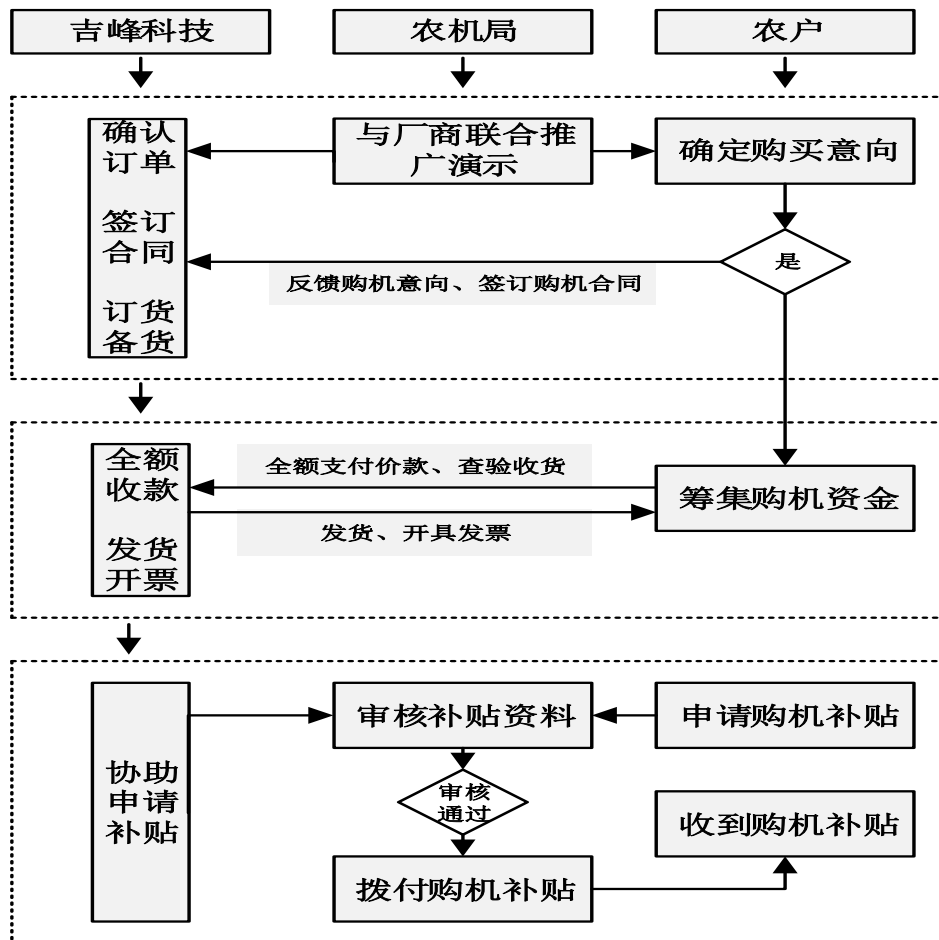 吉峰科技
农机局
农户
确认
订单
签订
合同
订货
备货
与厂商联合推
广演示
确定购买意向
是
反馈购机意向、签订购机合同
全额
收款
发货
开票
全额支付价款、查验收货
发货、开具发票
筹集购机资金
协助
申请
补贴
审核补贴资料
申请购机补贴
审核
通过
收到购机补贴
拨付购机补贴